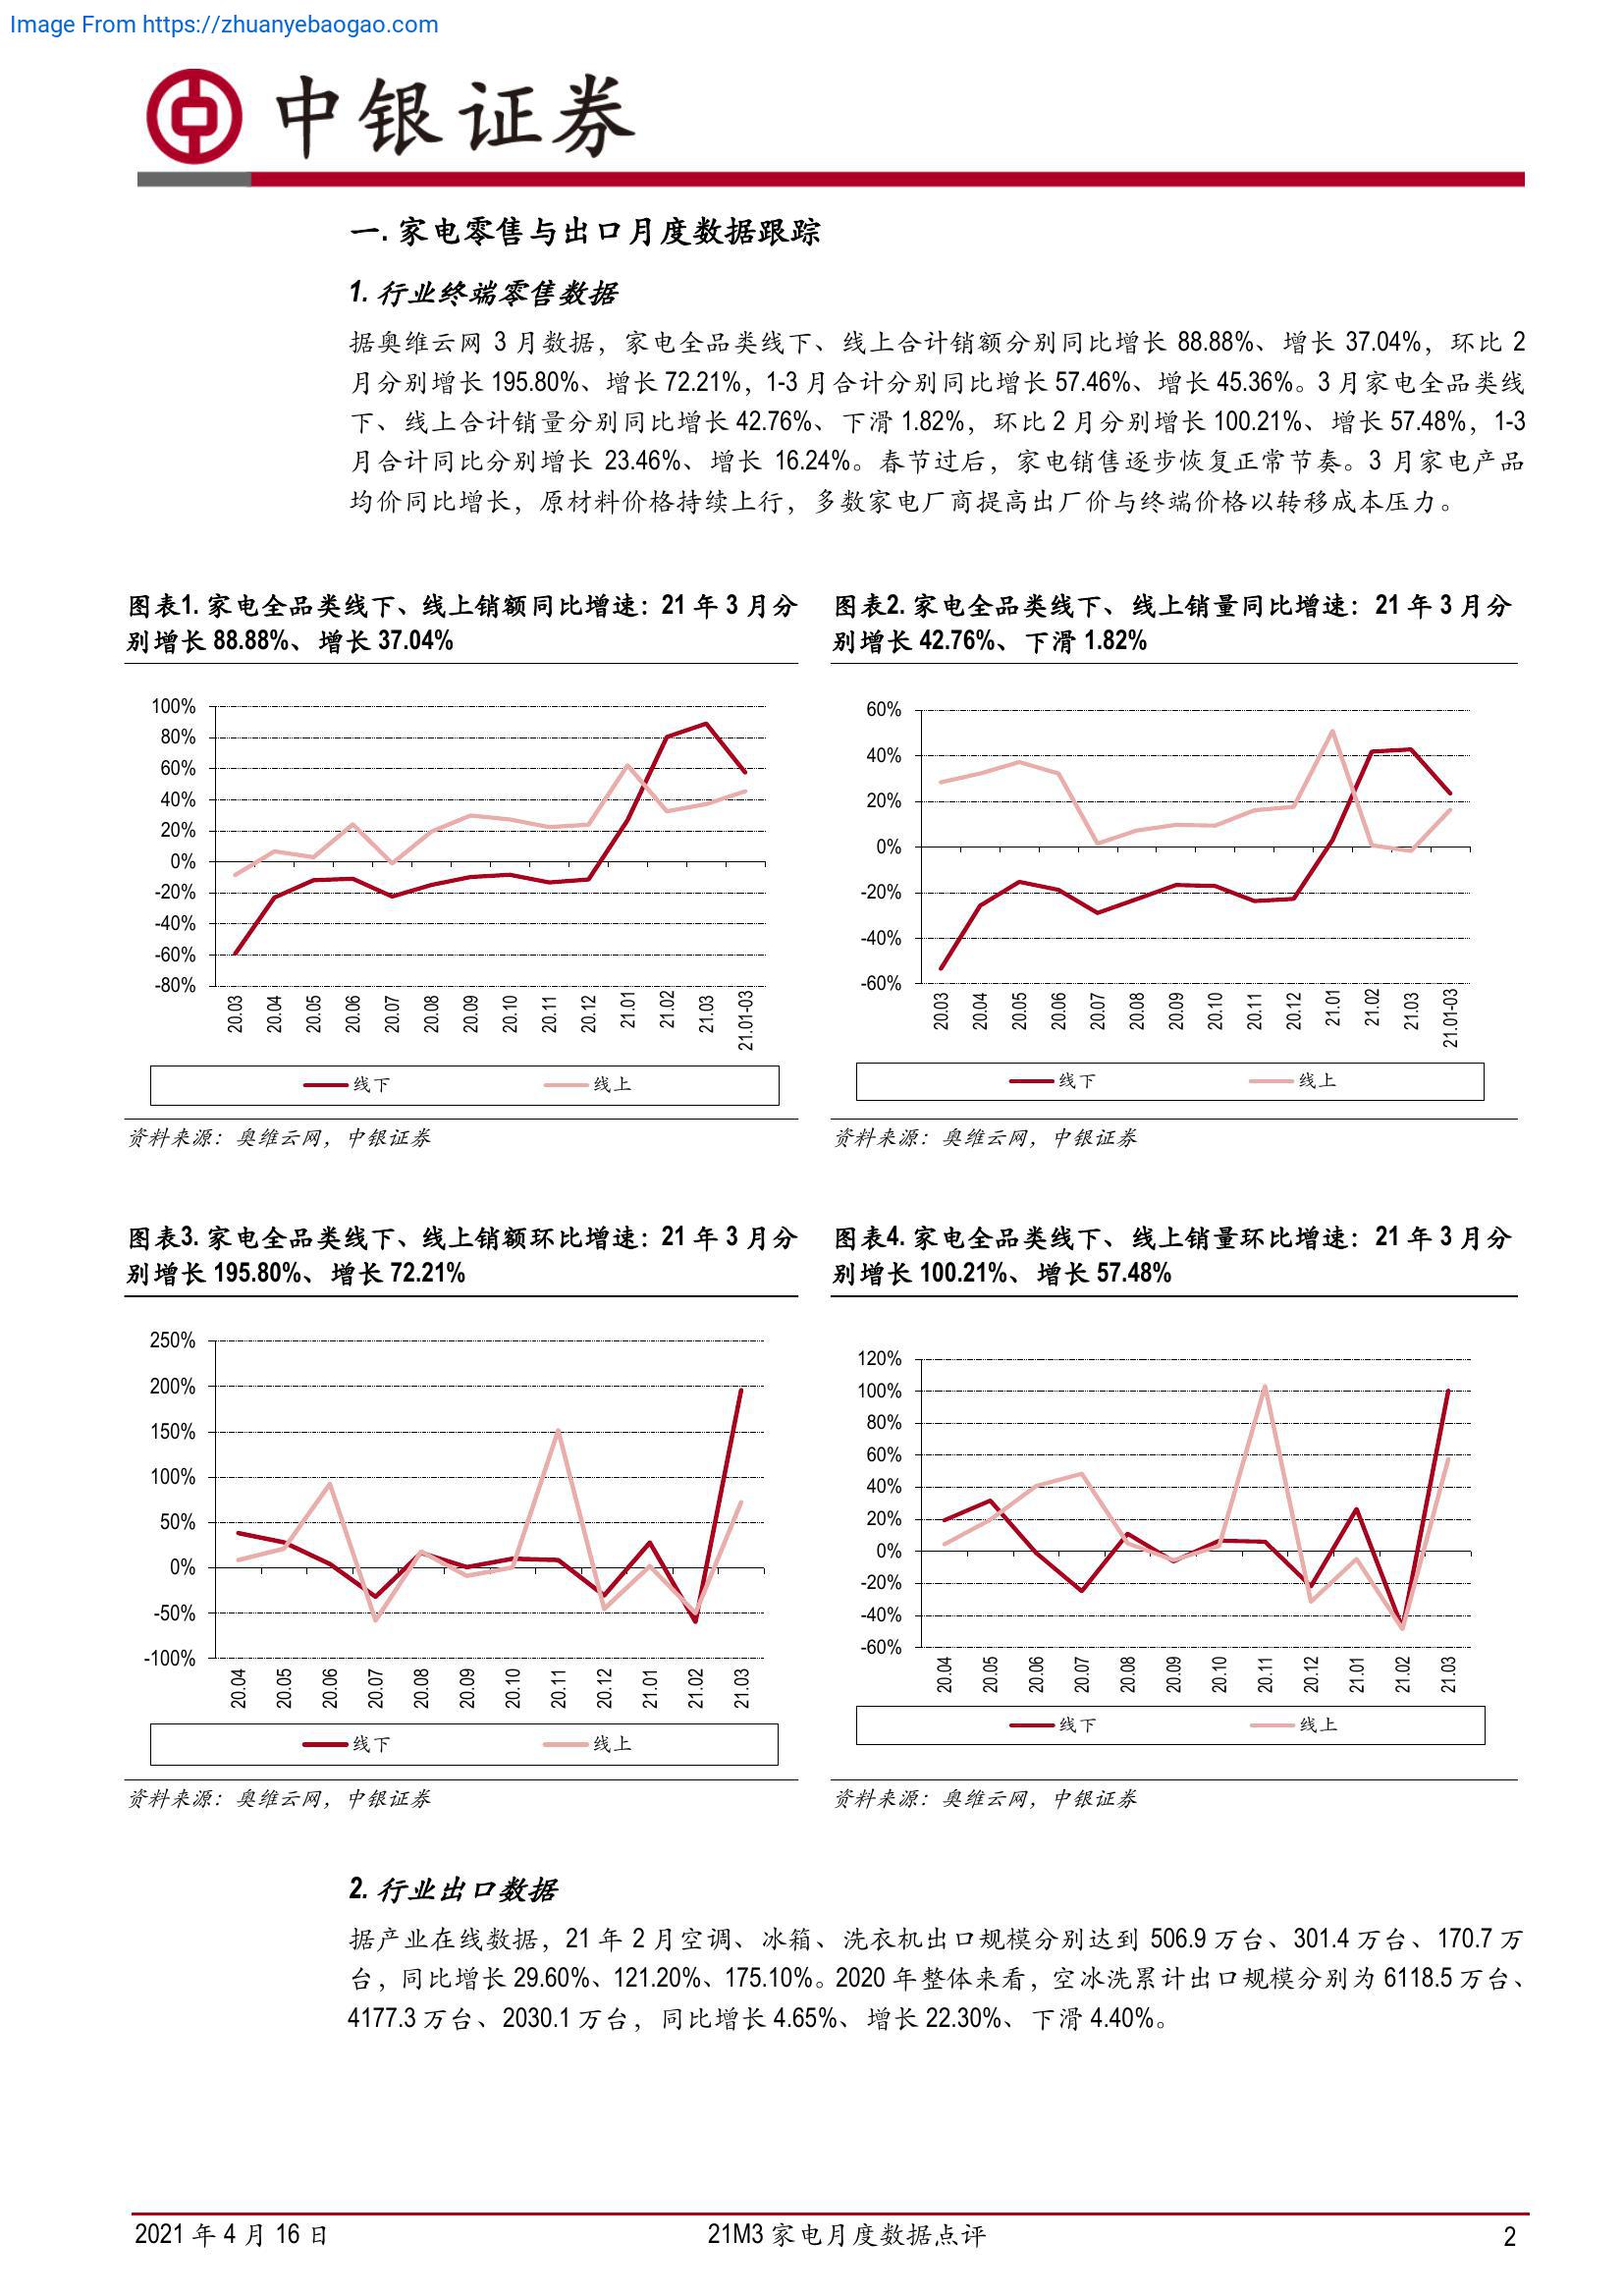 Image From https://zhuanyebaogao.com
中银证券
一. 家电零售与出口月度数据跟踪
1. 行业终端零售数据
据奥维云网 3 月数据，家电全品类线下、线上合计销额分别同比增长 88.88%、增长 37.04%，环比 2
月分别增长 195.80%、增长 72.21%，1-3 月合计分别同比增长 57.46%、增长 45.36%。3 月家电全品类线
下、线上合计销量分别同比增长 42.76%、下滑 1.82%，环比 2 月分别增长 100.21%、增长 57.48%，1-3
月合计同比分别增长 23.46%、增长 16.24%。春节过后，家电销售逐步恢复正常节奏。3 月家电产品
均价同比增长，原材料价格持续上行，多数家电厂商提高出厂价与终端价格以转移成本压力。
图表1. 家电全品类线下、线上销额同比增速：21 年 3 月分
别增长 88.88%、增长 37.04%
100%
80%
60%
40%
20%
0%
-20%
-40%
-60%
-80%
20.03 20.04 20.05 20.06 20.07 20.08 20.09 20.10 20.11 20.12 21.01 21.02 21.03 21.01-03
线下 线上
资料来源：奥维云网，中银证券
图表2. 家电全品类线下、线上销量同比增速：21 年 3 月分
别增长 42.76%、下滑 1.82%
60%
40%
20%
0%
-20%
-40%
-60%
20.03 20.04 20.05 20.06 20.07 20.08 20.09 20.10 20.11 20.12 21.01 21.02 21.03 21.01-03
线下 线上
资料来源：奥维云网，中银证券
图表3. 家电全品类线下、线上销额环比增速：21 年 3 月分
别增长 195.80%、增长 72.21%
250%
200%
150%
100%
50%
0%
-50%
-100%
20.04 20.05 20.06 20.07 20.08 20.09 20.10 20.11 20.12 21.01 21.02 21.03
线下 线上
资料来源：奥维云网，中银证券
图表4. 家电全品类线下、线上销量环比增速：21 年 3 月分
别增长 100.21%、增长 57.48%
120%
100%
80%
60%
40%
20%
0%
-20%
-40%
-60%
20.04 20.05 20.06 20.07 20.08 20.09 20.10 20.11 20.12 21.01 21.02 21.03
线下 线上
资料来源：奥维云网，中银证券
2. 行业出口数据
据产业在线数据，21 年 2 月空调、冰箱、洗衣机出口规模分别达到 506.9 万台、301.4 万台、170.7 万
台，同比增长 29.60%、121.20%、175.10%。2020 年整体来看，空冰洗累计出口规模分别为 6118.5 万台、
4177.3 万台、2030.1 万台，同比增长 4.65%、增长 22.30%、下滑 4.40%。
2021 年 4 月 16 日 21M3 家电月度数据点评 2